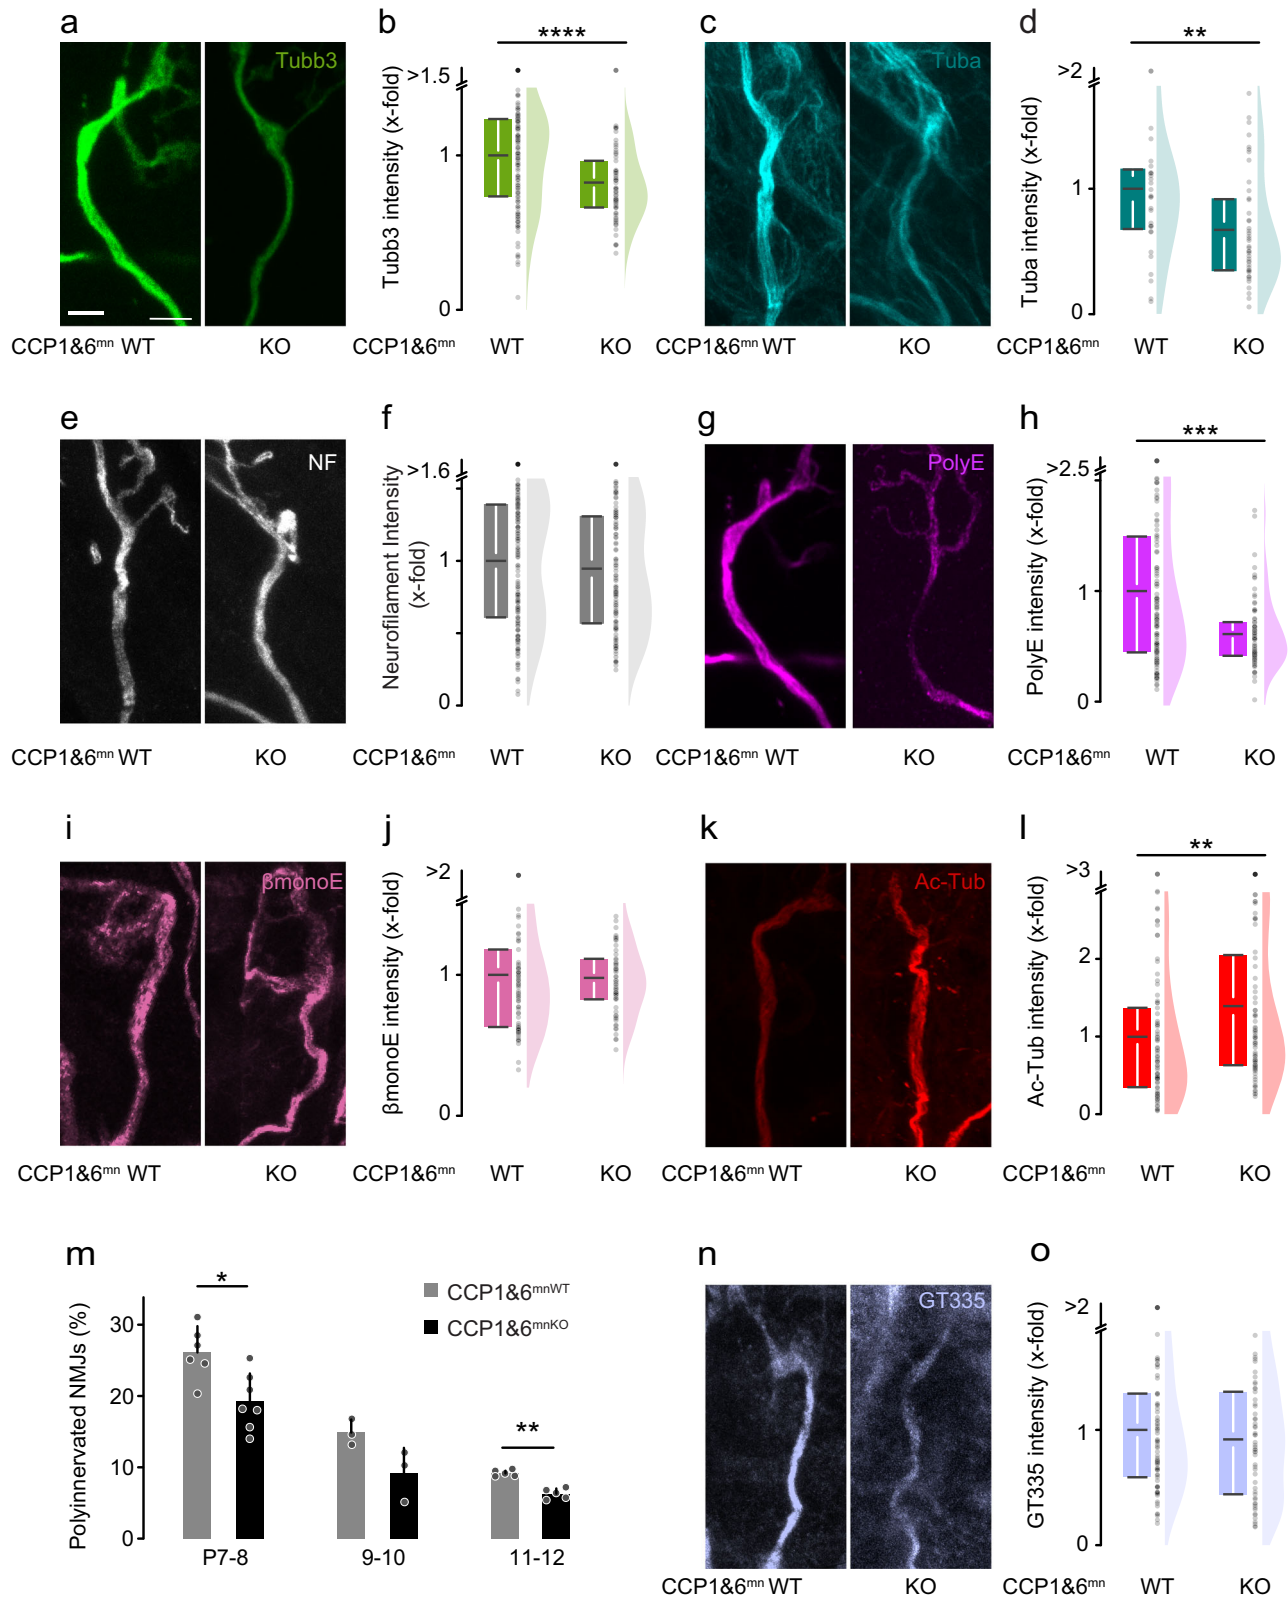 a
Tubb3
CCP1&6ᵐⁿ WT
KO
b
****
Tubb3 intensity (x-fold)
>1.5
1
0
CCP1&6ᵐⁿ
WT
KO
c
Tuba
CCP1&6ᵐⁿ WT
KO
d
**
Tuba intensity (x-fold)
>2
1
0
CCP1&6ᵐⁿ
WT
KO
e
NF
CCP1&6ᵐⁿ WT
KO
f
Neurofilament Intensity
(x-fold)
>1.6
1
0
CCP1&6ᵐⁿ
WT
KO
g
PolyE
CCP1&6ᵐⁿ WT
KO
h
***
PolyE intensity (x-fold)
>2.5
1
0
CCP1&6ᵐⁿ
WT
KO
i
βmonoE
CCP1&6ᵐⁿ WT
KO
j
βmonoE intensity (x-fold)
>2
1
0
CCP1&6ᵐⁿ
WT
KO
k
Ac-Tub
CCP1&6ᵐⁿ WT
KO
l
**
Ac-Tub intensity (x-fold)
>3
2
1
0
CCP1&6ᵐⁿ
WT
KO
m
Polyinnervated NMJs (%)
30
20
10
0
*
**
CCP1&6ᵐⁿᵂᵀ
CCP1&6ᵐⁿᴷᴼ
P7-8
9-10
11-12
n
GT335
CCP1&6ᵐⁿ WT
KO
o
GT335 intensity (x-fold)
>2
1
0
CCP1&6ᵐⁿ
WT
KO